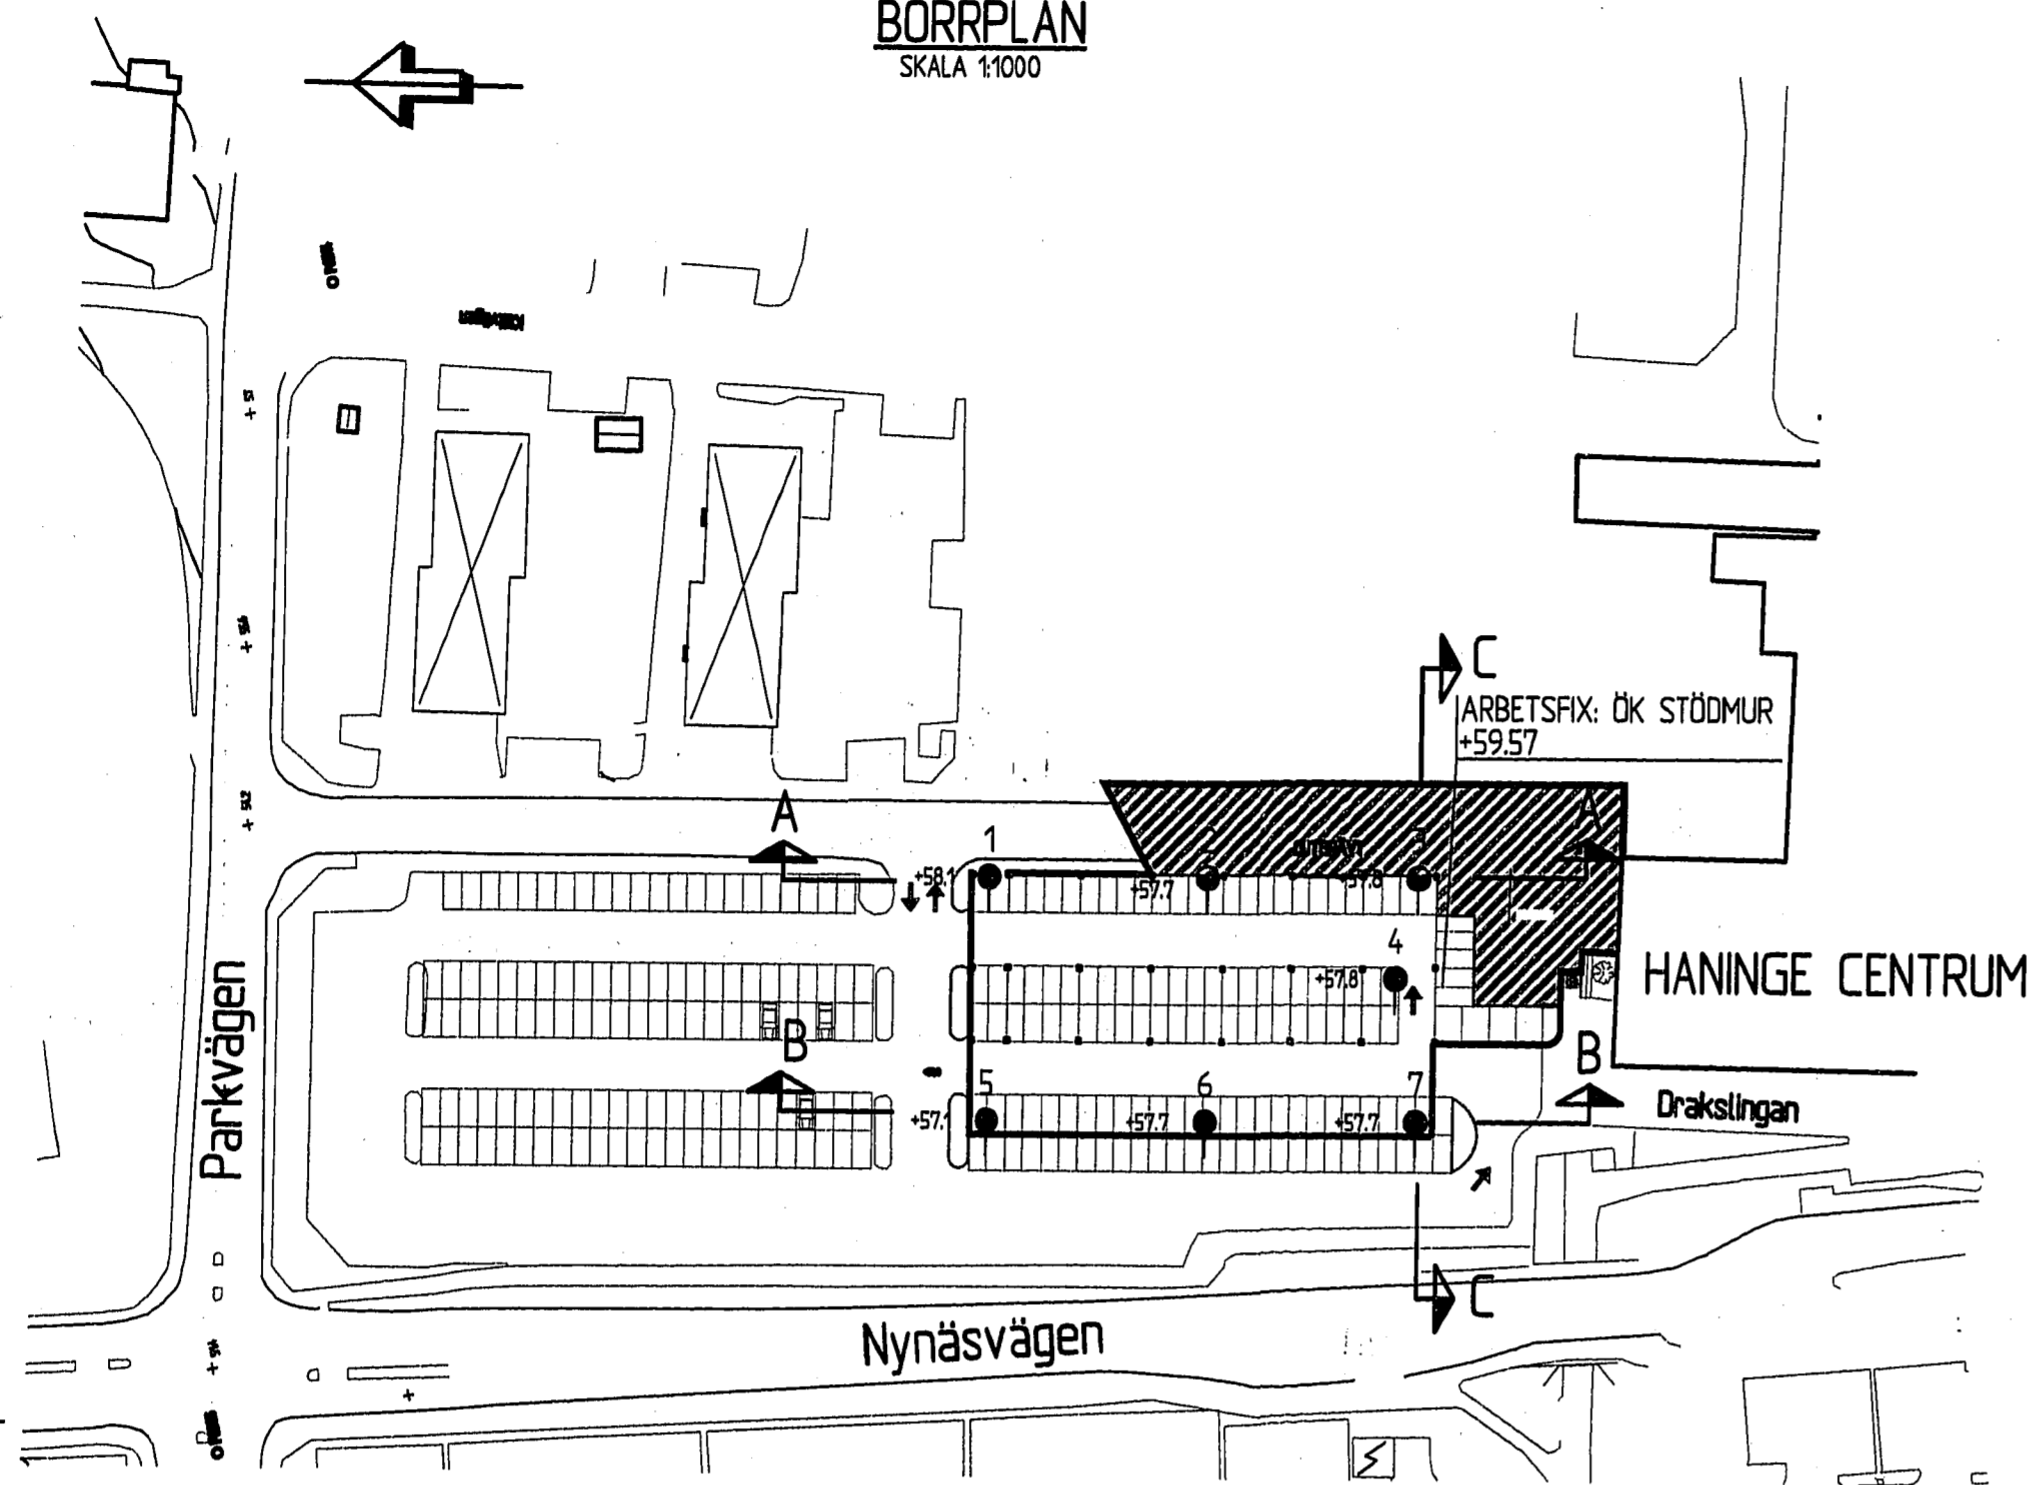 BORRPLAN
SKALA 1:1000
C
ARBETSFIX: ÖK STÖDMUR
+59.57
A
A
1
2
3
+58.1
+57.7
+57.8
4
+57.8
HANINGE CENTRUM
Parkvägen
B
B
5
6
7
+57.1
+57.7
+57.7
Drakslingan
C
Nynäsvägen